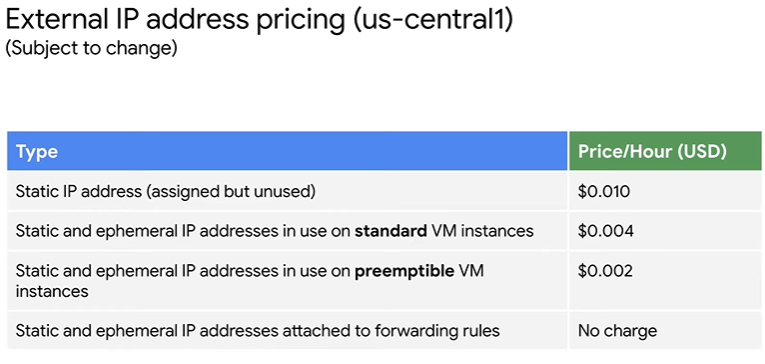 External IP address pricing (us-central1)
(Subject to change)
Type
Price/Hour (USD)
Static IP address (assigned but unused)
$0.010
Static and ephemeral IP addresses in use on standard VM instances
$0.004
Static and ephemeral IP addresses in use on preemptible VM
instances
$0.002
Static and ephemeral IP addresses attached to forwarding rules
No charge